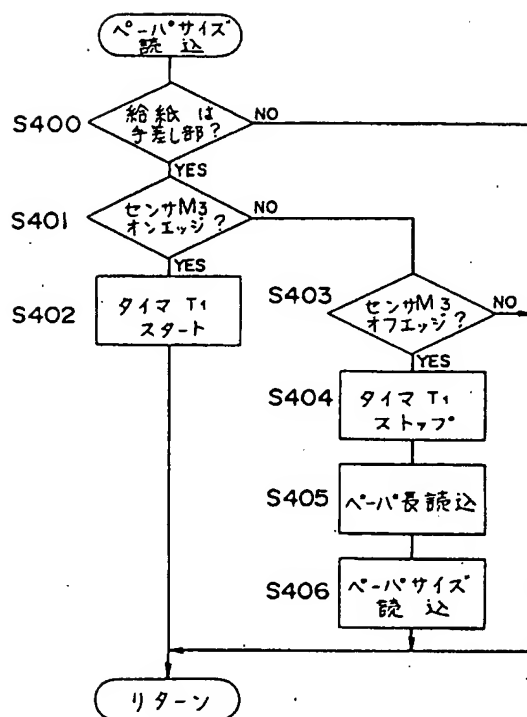 ペーパサイズ
読込
S400
給紙は
手差し部?
NO
YES
S401
センサM3
オンエッジ?
NO
YES
S402
タイマ T1
スタート
S403
センサM3
オフエッジ?
NO
YES
S404
タイマ T1
ストップ
S405
ペーパ長読込
S406
ペーパサイズ
読込
リターン